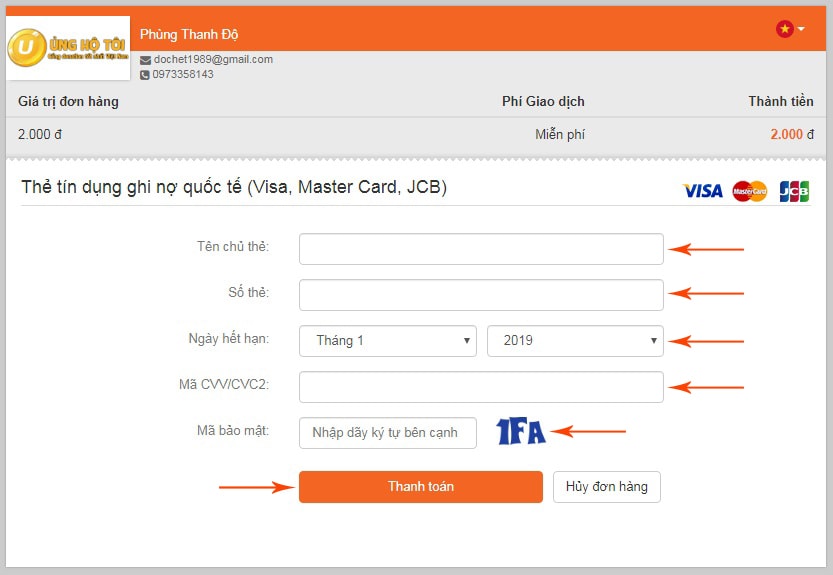 ỦNG HỘ TÔI
Phùng Thanh Độ
dochet1989@gmail.com
0973358143
Giá trị đơn hàng Phí Giao dịch Thành tiền
2.000 đ Miễn phí 2.000 đ
Thẻ tín dụng ghi nợ quốc tế (Visa, Master Card, JCB) VISA MasterCard JCB
Tên chủ thẻ:
Số thẻ:
Ngày hết hạn: Tháng 1 2019
Mã CVV/CVC2:
Mã bảo mật: Nhập dãy ký tự bên cạnh 1FA
Thanh toán Hủy đơn hàng